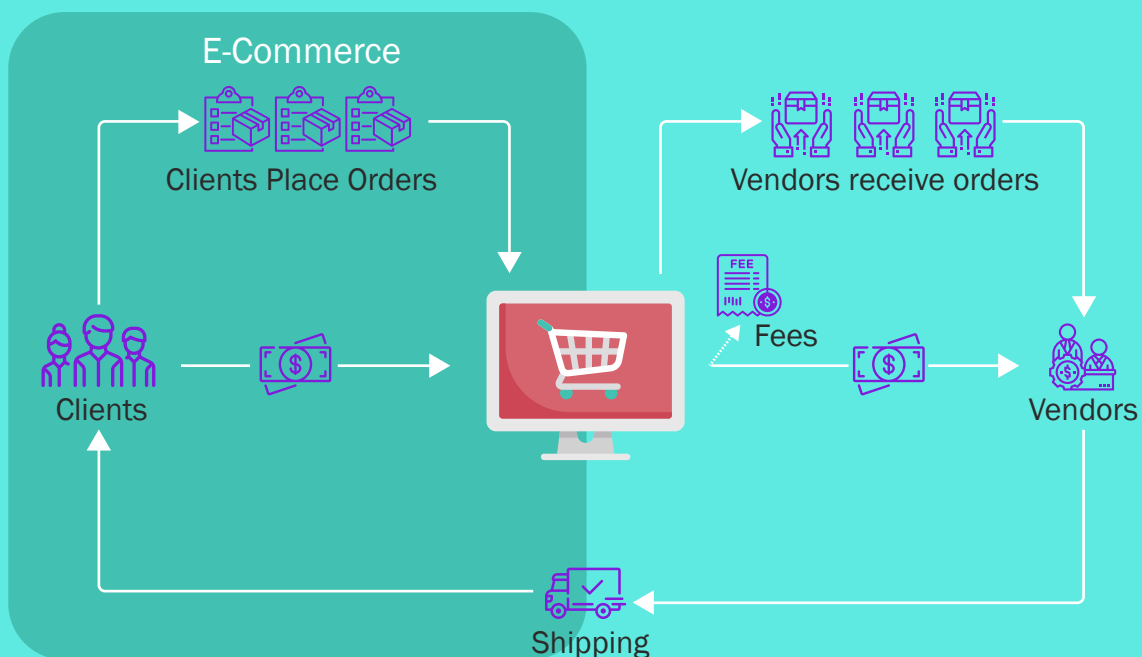 E-Commerce
Clients Place Orders
Vendors receive orders
FEE
$
Fees
$
$
$
Clients
Vendors
Shipping